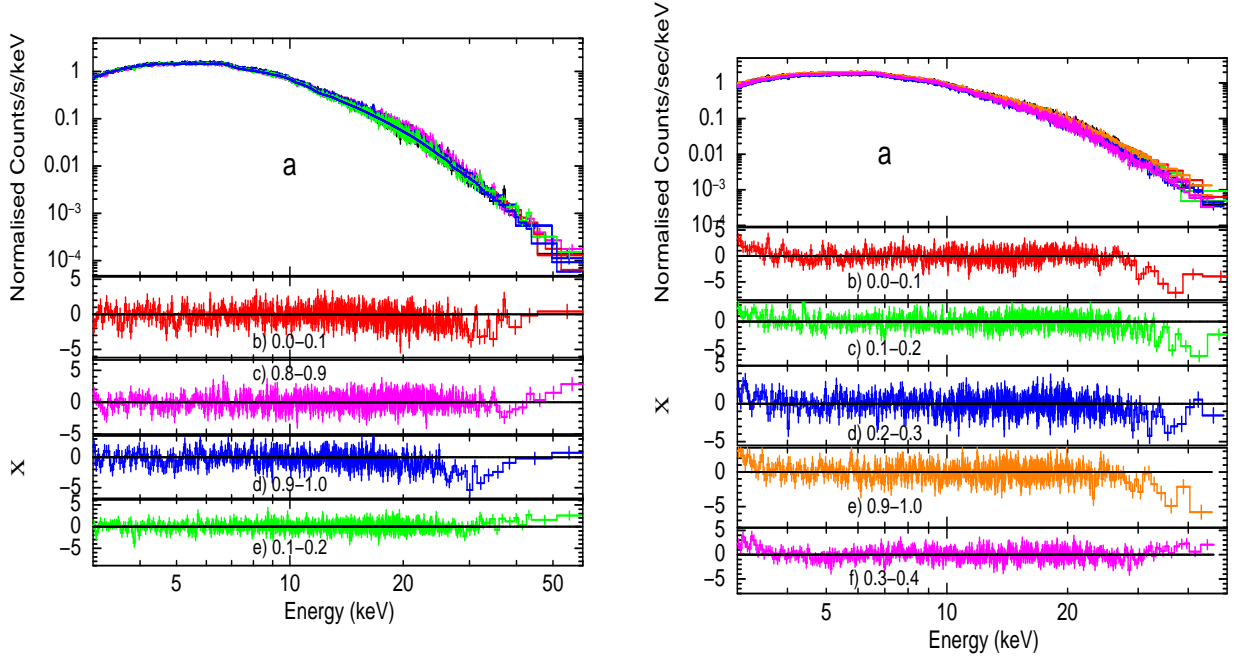 Normalised Counts/s/keV
1
0.1
0.01
10⁻³
10⁻⁴
a
5
0
−5
b) 0.0−0.1
c) 0.8−0.9
0
−5
d) 0.9−1.0
0
−5
e) 0.1−0.2
5
0
−5
χ
5
10
20
50
Energy (keV)
Normalised Counts/sec/keV
1
0.1
0.01
10⁻³
10⁻⁴
a
5
0
−5
b) 0.0−0.1
0
−5
c) 0.1−0.2
5
0
−5
d) 0.2−0.3
0
−5
e) 0.9−1.0
5
0
−5
f) 0.3−0.4
χ
5
10
20
Energy (keV)